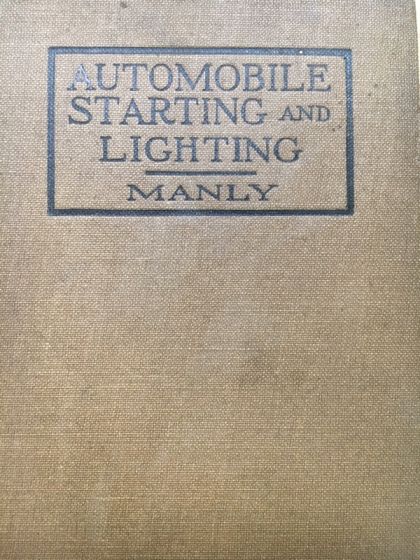 AUTOMOBILE
STARTING AND
LIGHTING
MANLY